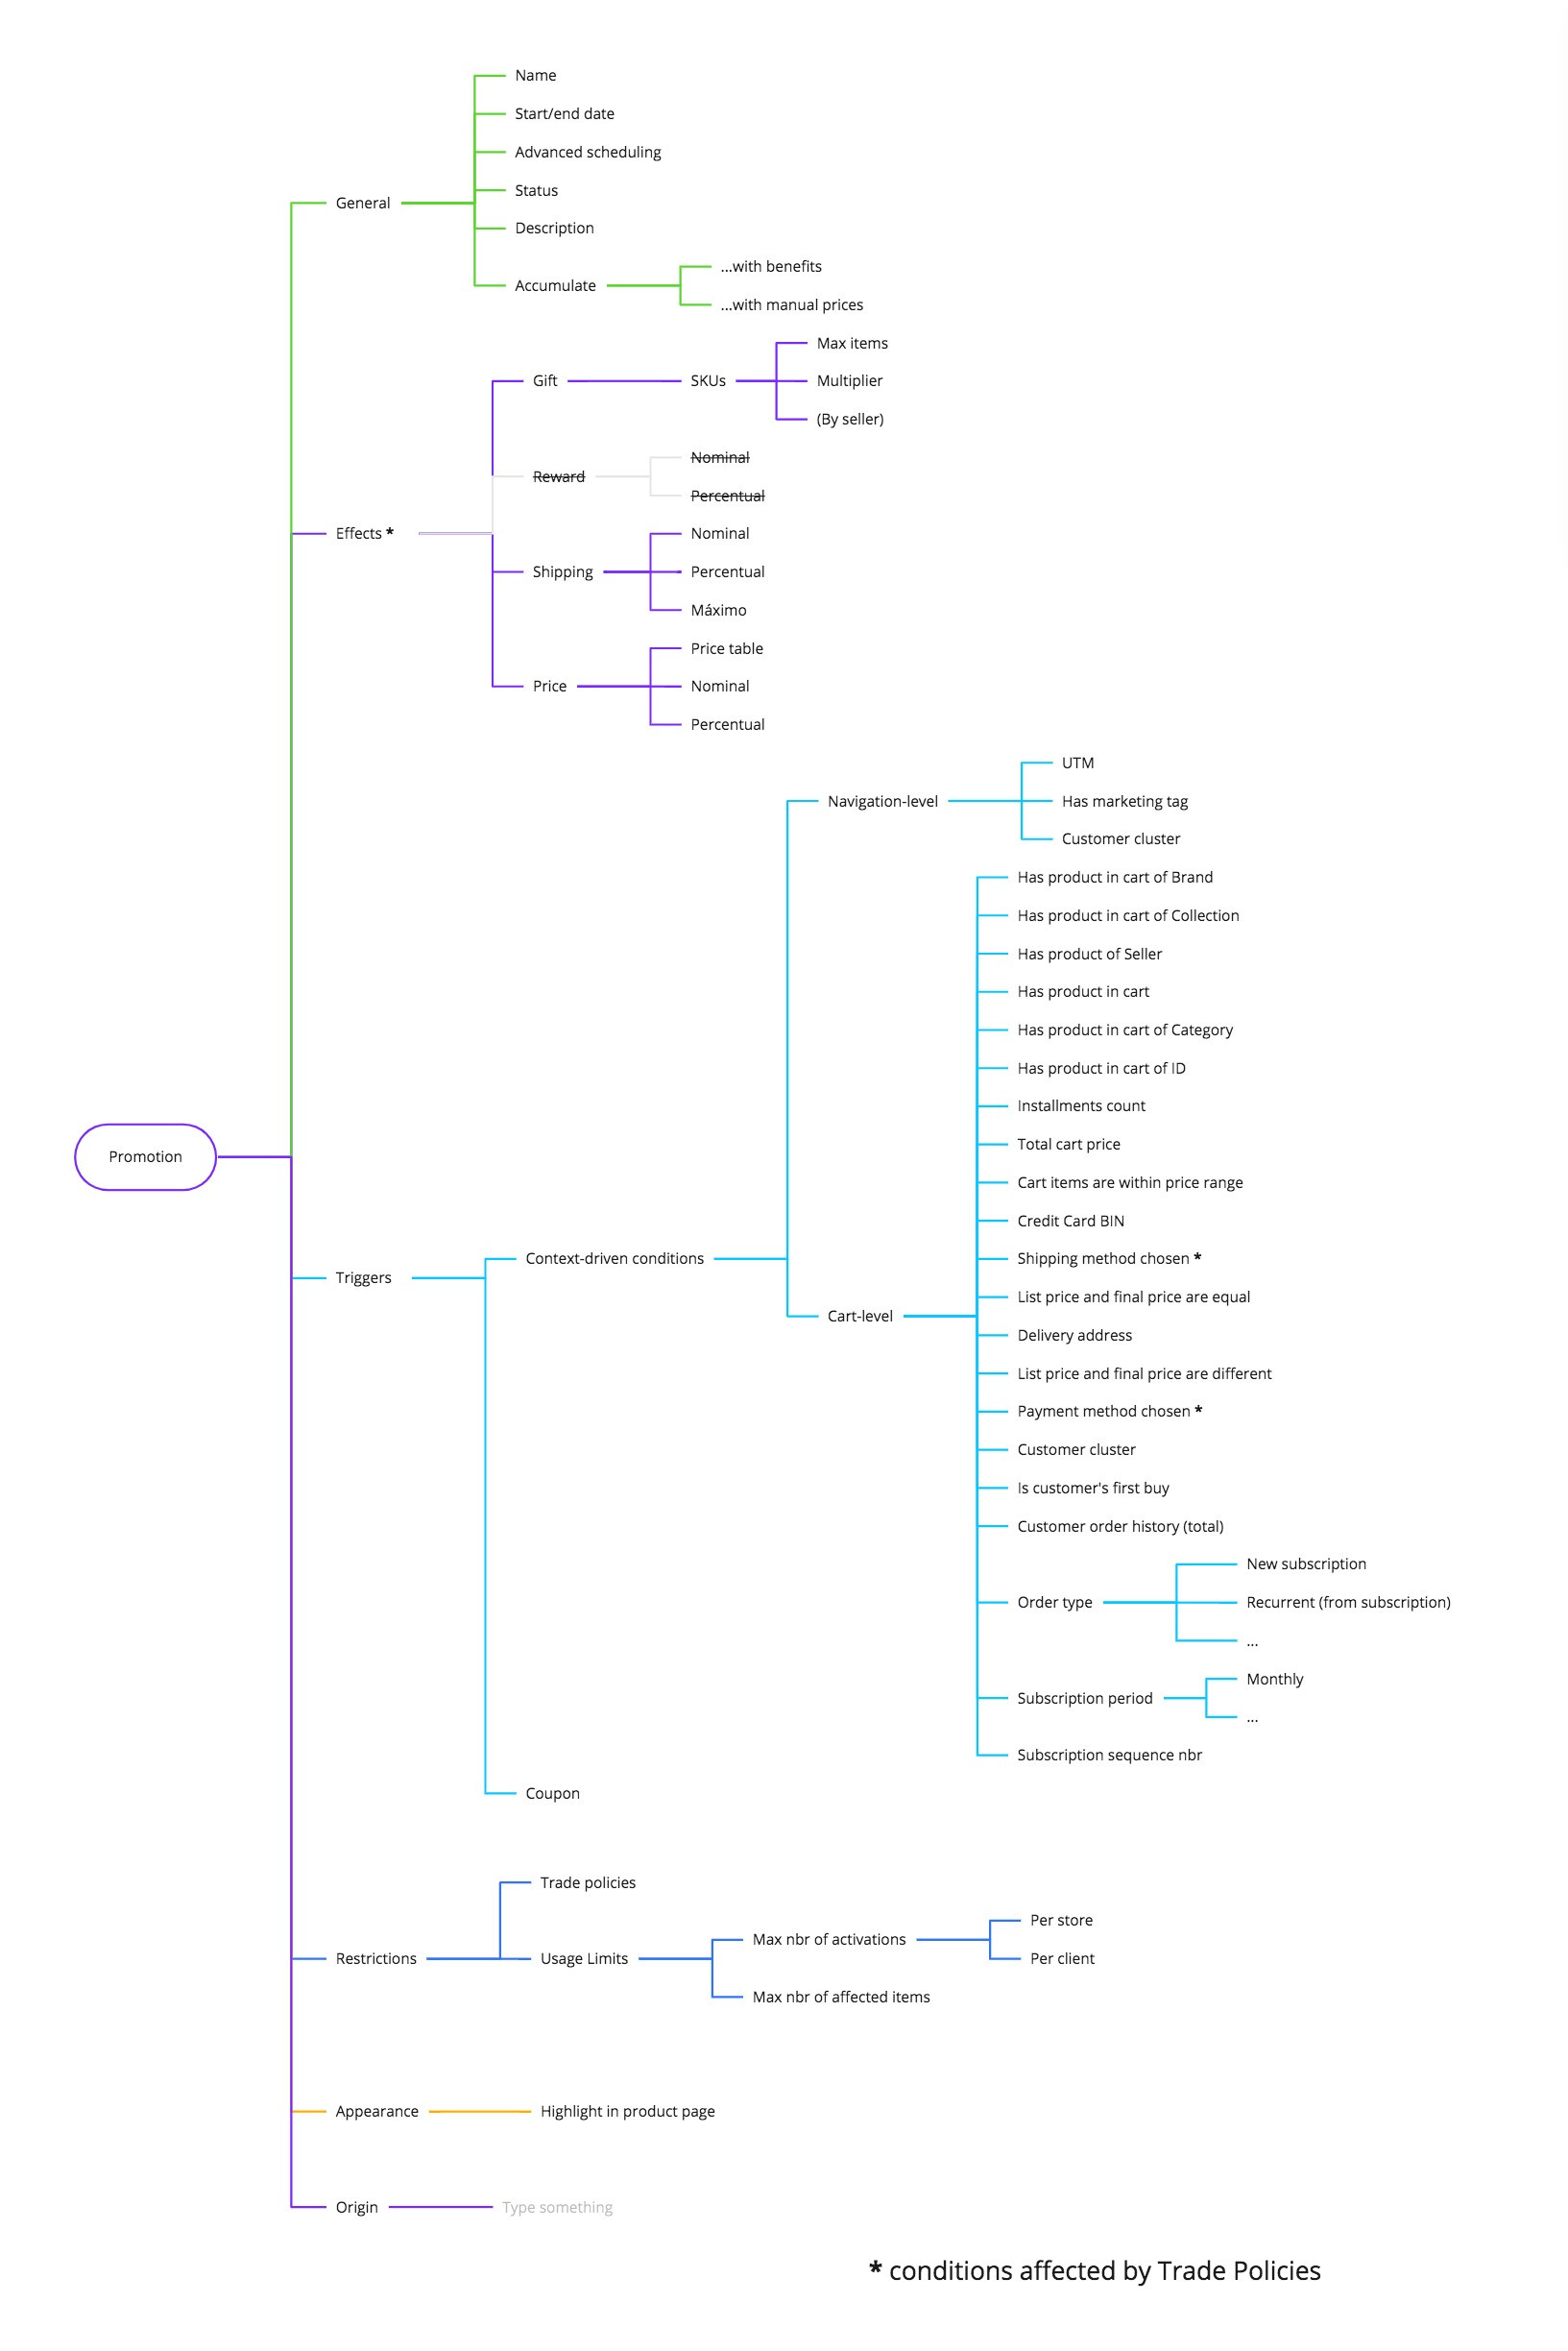 Name
Start/end date
Advanced scheduling
Status
General
Description
...with benefits
Accumulate
...with manual prices
Max items
Gift
SKUs
Multiplier
(By seller)
Nominal
Reward
Percentual
Effects *
Nominal
Shipping
Percentual
Máximo
Price table
Price
Nominal
Percentual
UTM
Navigation-level
Has marketing tag
Customer cluster
Has product in cart of Brand
Has product in cart of Collection
Has product of Seller
Has product in cart
Has product in cart of Category
Has product in cart of ID
Installments count
Total cart price
Promotion
Cart items are within price range
Credit Card BIN
Triggers
Context-driven conditions
Shipping method chosen *
List price and final price are equal
Cart-level
Delivery address
List price and final price are different
Payment method chosen *
Customer cluster
Is customer's first buy
Customer order history (total)
New subscription
Order type
Recurrent (from subscription)
...
Monthly
Subscription period
...
Subscription sequence nbr
Coupon
Trade policies
Per store
Max nbr of activations
Restrictions
Usage Limits
Per client
Max nbr of affected items
Appearance
Highlight in product page
Origin
Type something
* conditions affected by Trade Policies